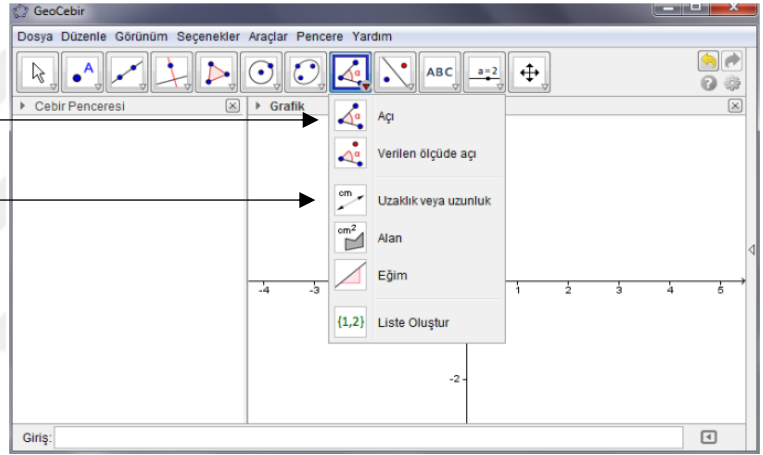 GeoCebir
Dosya Düzenle Görünüm Seçenekler Araçlar Pencere Yardım
A α ABC a=2
Cebir Penceresi Grafik
α Açı
α Verilen ölçüde açı
cm Uzaklık veya uzunluk
cm² Alan
Eğim
{1,2} Liste Oluştur
-4 -3 1 2 3 4 5
-2
Giriş: